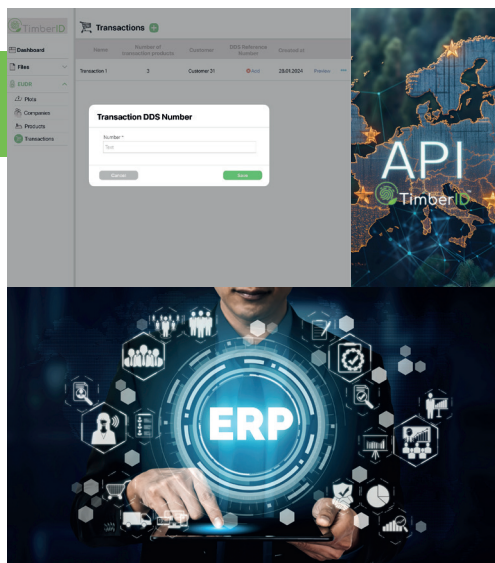 TimberID
Transactions
Dashboard
Files
EUDR
Plots
Companies
Products
Transactions
Name
Number of
transaction products
Customer
DDS Reference
Number
Created at
Transaction 1
3
Customer 31
Add
29.01.2024
Preview
Transaction DDS Number
Number *
Text
Cancel
Save
API
TimberID
ERP